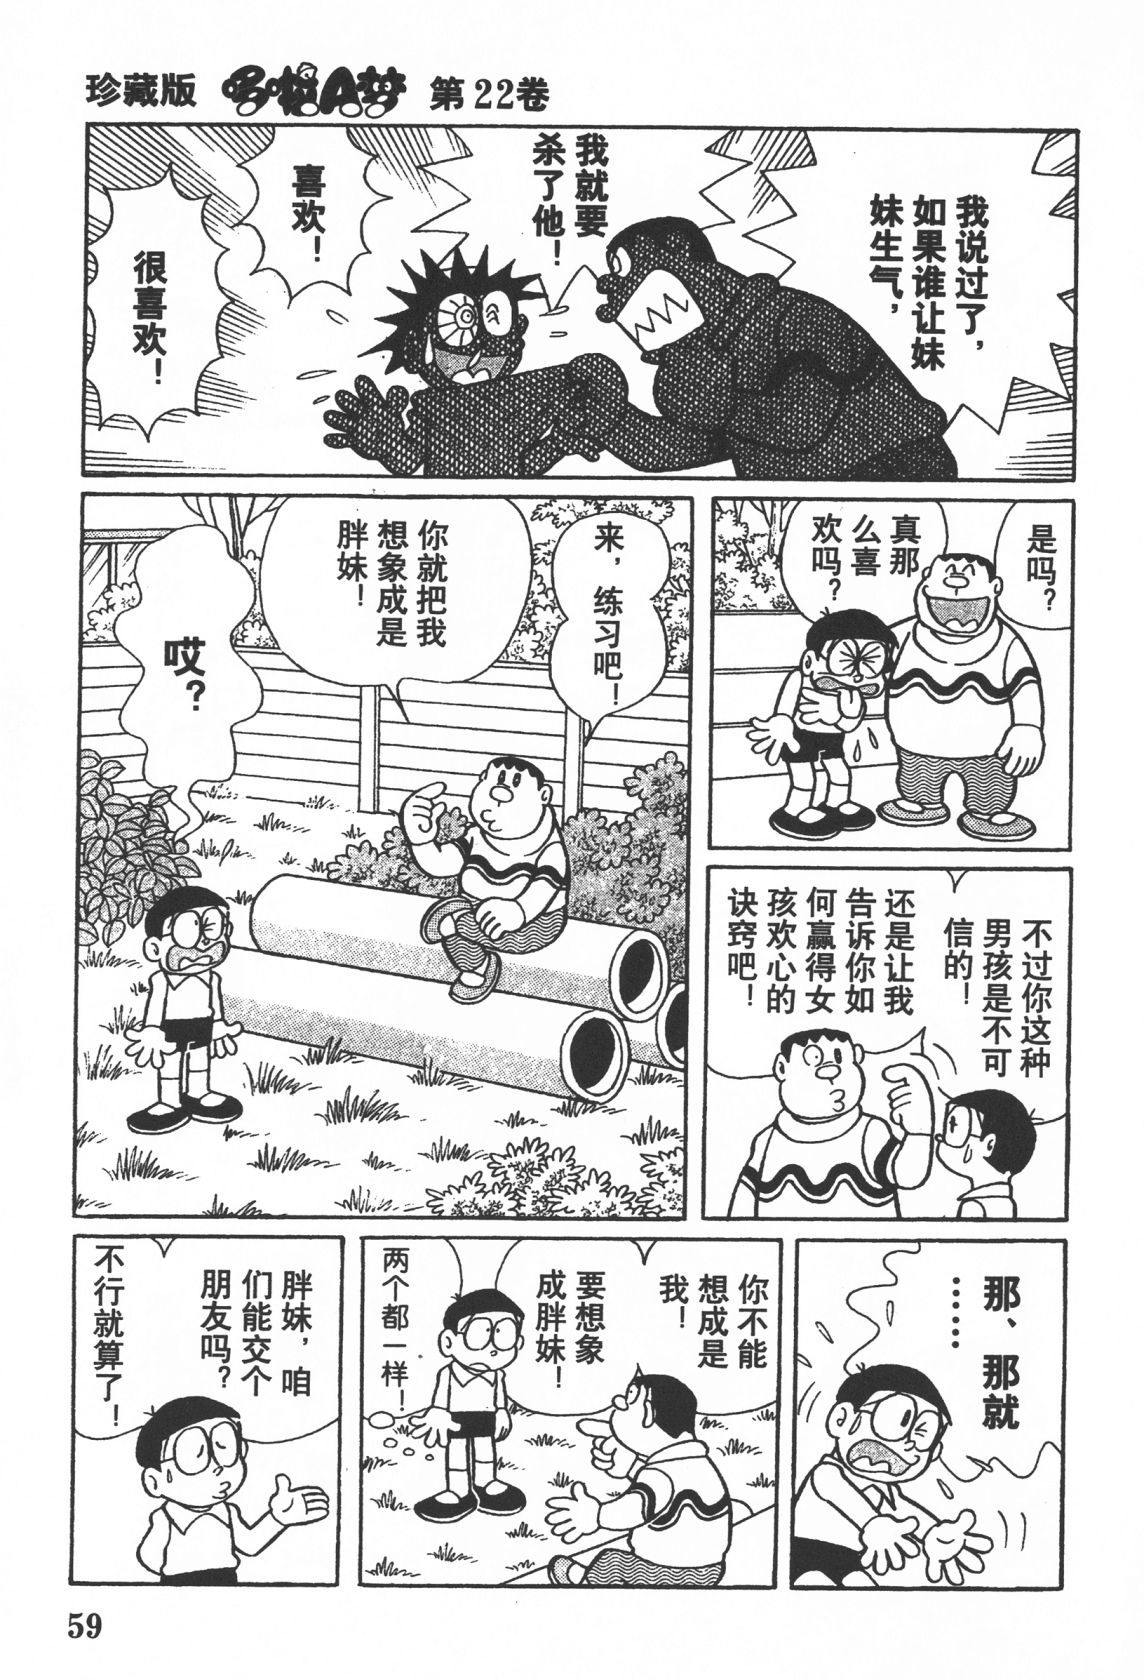 珍藏版 哆啦A梦 第22卷
我说过了，
如果谁让妹
妹生气，
我就要
杀了他！
喜欢！
很喜欢！
是吗？
真那
么喜
欢吗？
不过你这种
男孩是不可
信的！
还是让我
告诉你如
何赢得女
孩欢心的
诀窍吧！
来，练习吧！
你就把我
想象成是
胖妹！
哎？
那、那就
……
你不能
想成是
我！
要想象
成胖妹！
两个都一样！
胖妹，咱
们能交个
朋友吗？
不行就算了！
59